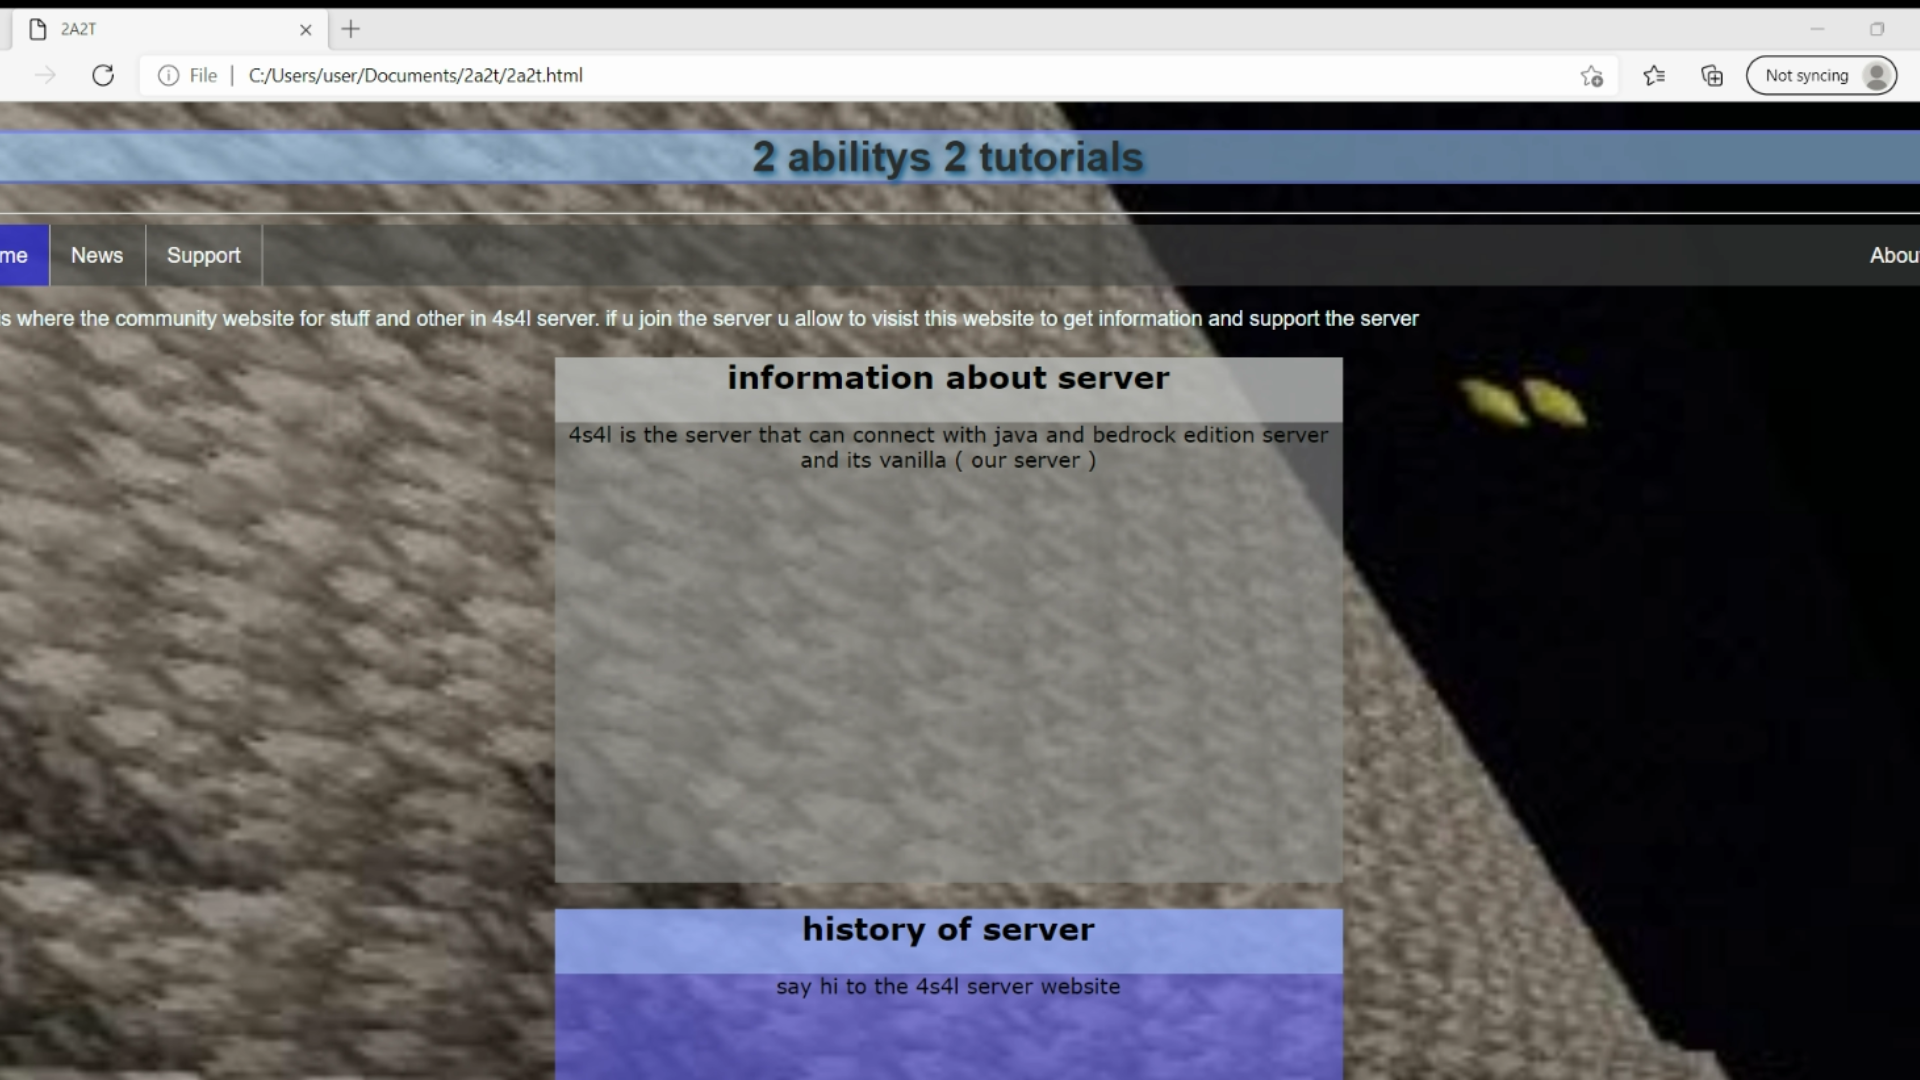 2A2T
File | C:/Users/user/Documents/2a2t/2a2t.html
Not syncing
2 abilitys 2 tutorials
me News Support Abou
s where the community website for stuff and other in 4s4l server. if u join the server u allow to visist this website to get information and support the server
information about server
4s4l is the server that can connect with java and bedrock edition server
and its vanilla ( our server )
history of server
say hi to the 4s4l server website